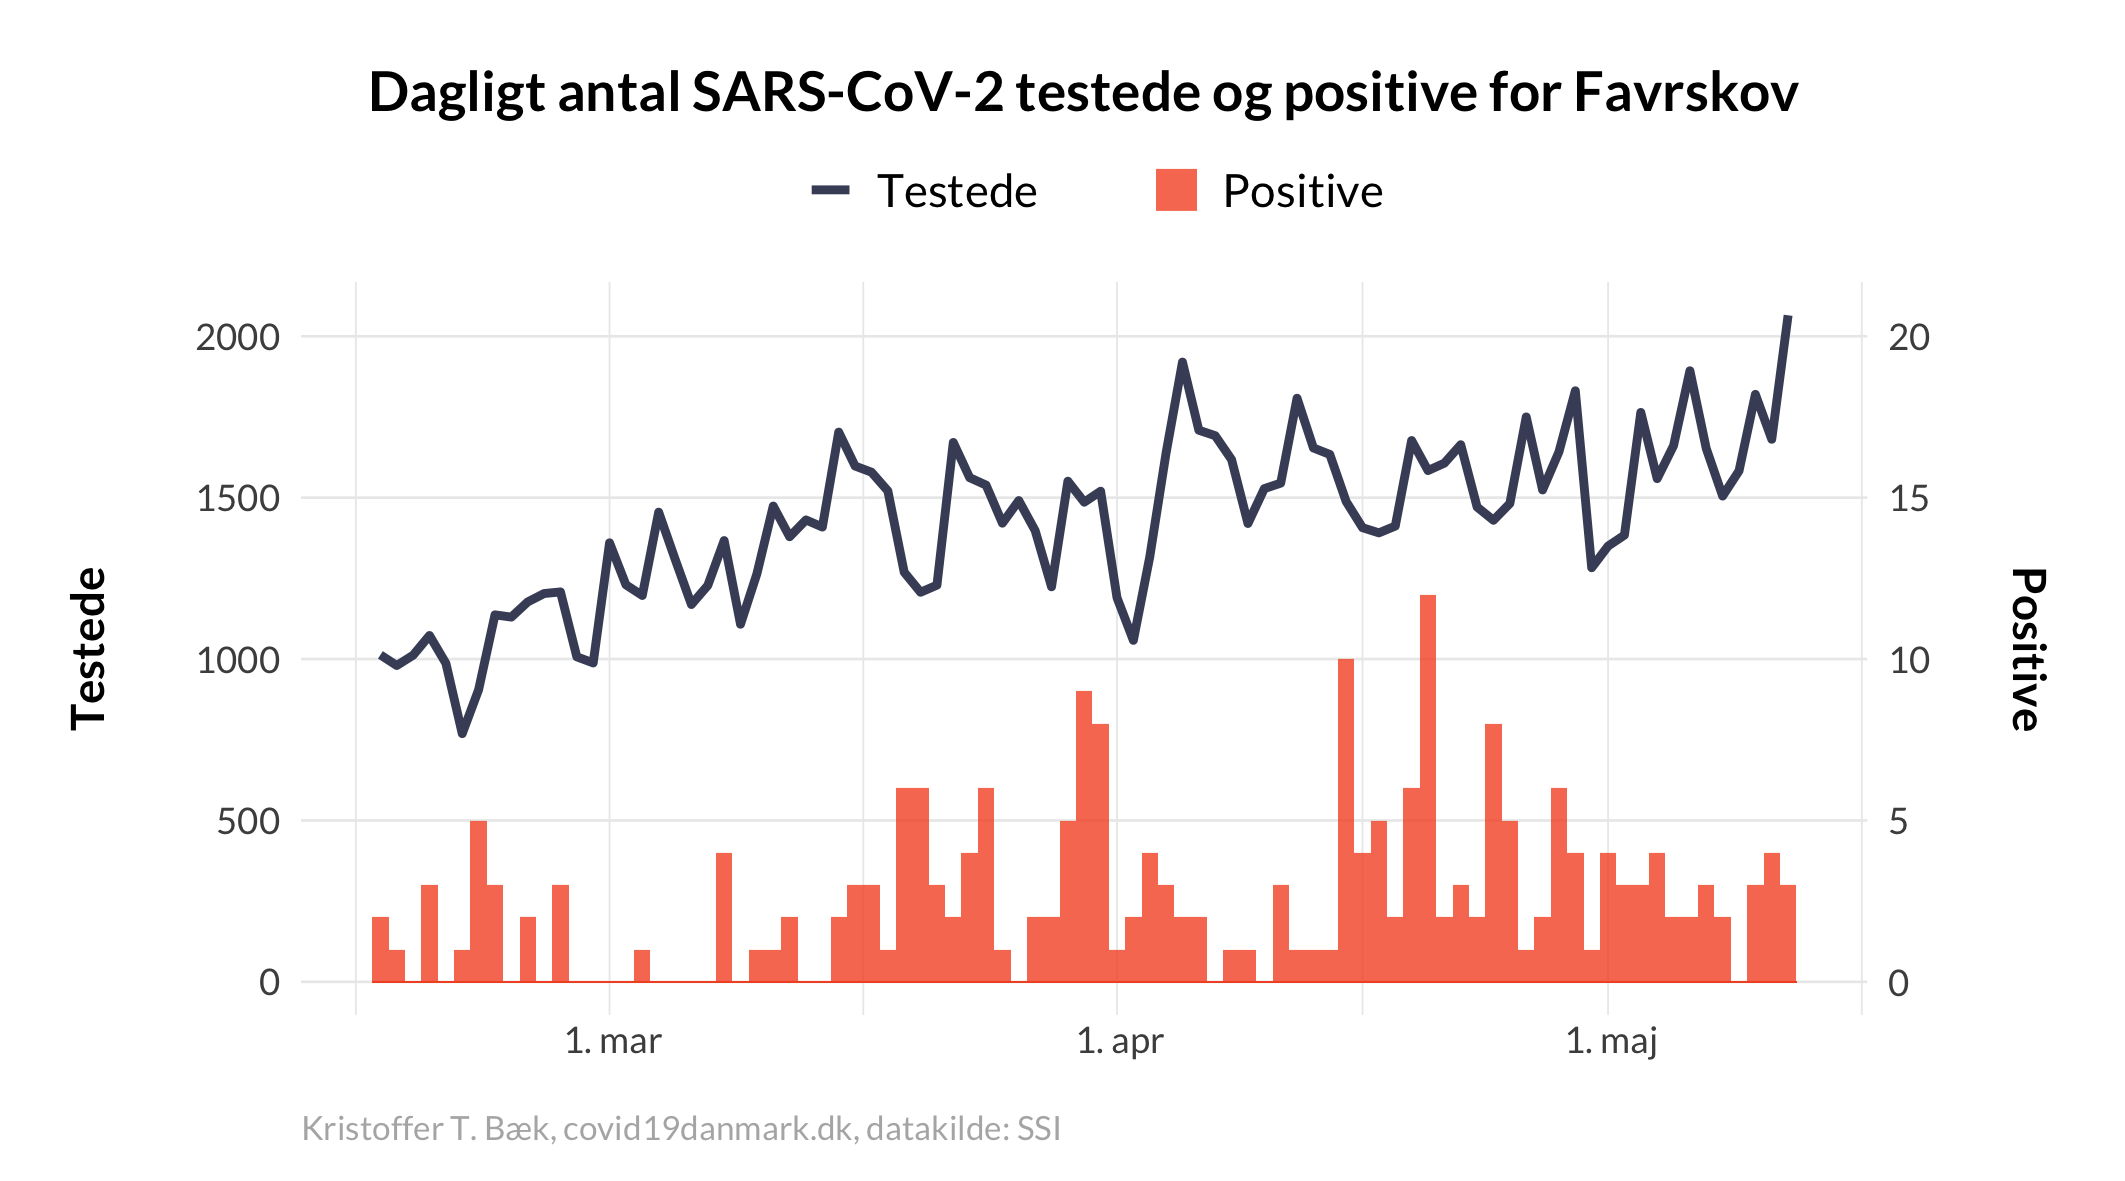 Dagligt antal SARS-CoV-2 testede og positive for Favrskov
Testede
Positive
2000
1500
1000
500
0
Testede
20
15
10
5
0
Positive
1. mar
1. apr
1. maj
Kristoffer T. Bæk, covid19danmark.dk, datakilde: SSI